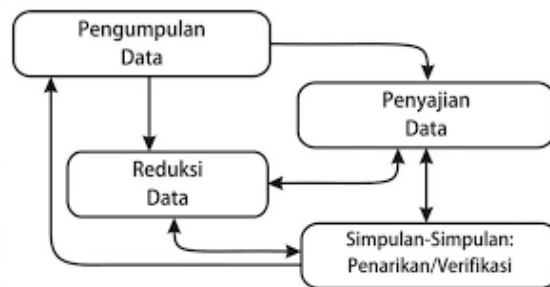 Pengumpulan
Data
Penyajian
Data
Reduksi
Data
Simpulan-Simpulan:
Penarikan/Verifikasi